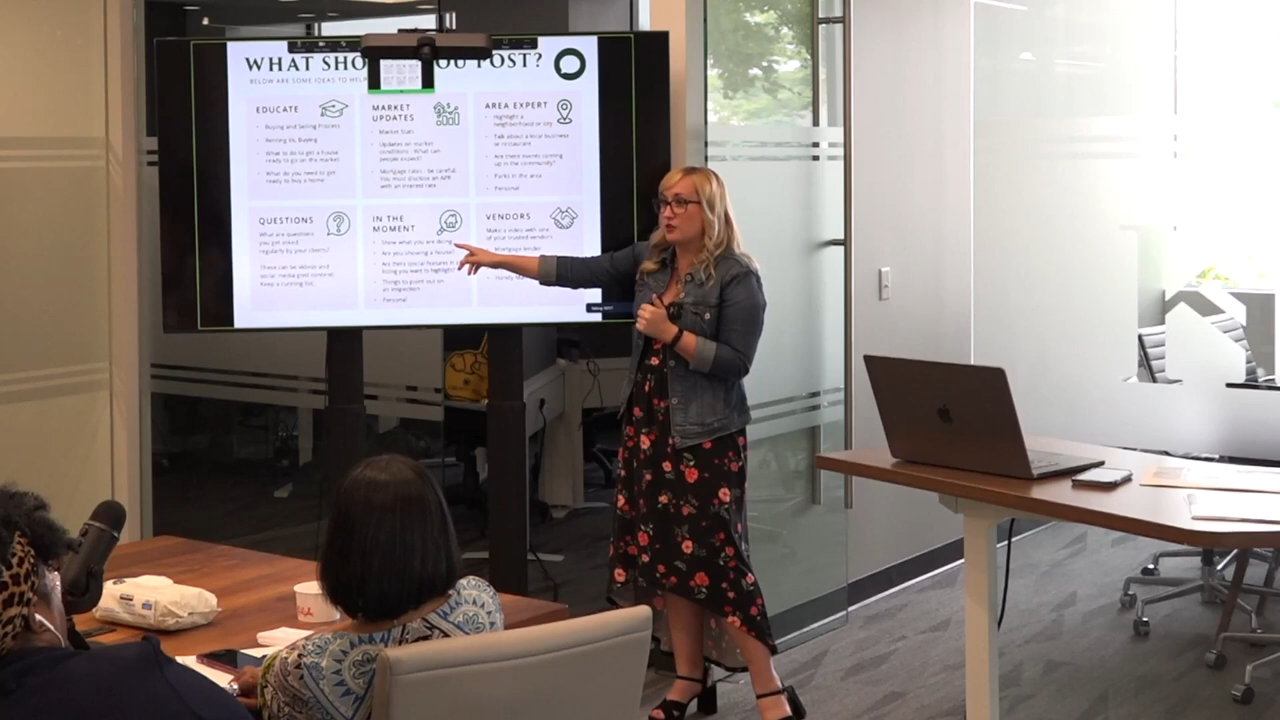 WHAT SHO OU POST?
BELOW ARE SOME IDEAS TO HELP
EDUCATE
• Buying and Selling Process
• Renting vs. Buying
• What to do to get a house
ready to go on the market
• What do you need to get
ready to buy a home
MARKET
UPDATES
• Market Stats
• Updates on market
conditions - What can
people expect?
• Mortgage rates - be careful.
You must disclose an APR
with an interest rate.
AREA EXPERT
• Highlight a
neighborhood or city
• Talk about a local business
or restaurant
• Are there events coming
up in the community?
• Parks in the area
• Personal
QUESTIONS
What are questions
you get asked
regularly by your clients?
These can be videos and
social media post content.
Keep a running list.
IN THE
MOMENT
• Show what you are doing
• Are you showing a house?
• Are there special features in a
listing you want to highlight?
• Things to point out on
an inspection
• Personal
VENDORS
Make a video with one
of your trusted vendors
• Mortgage lender